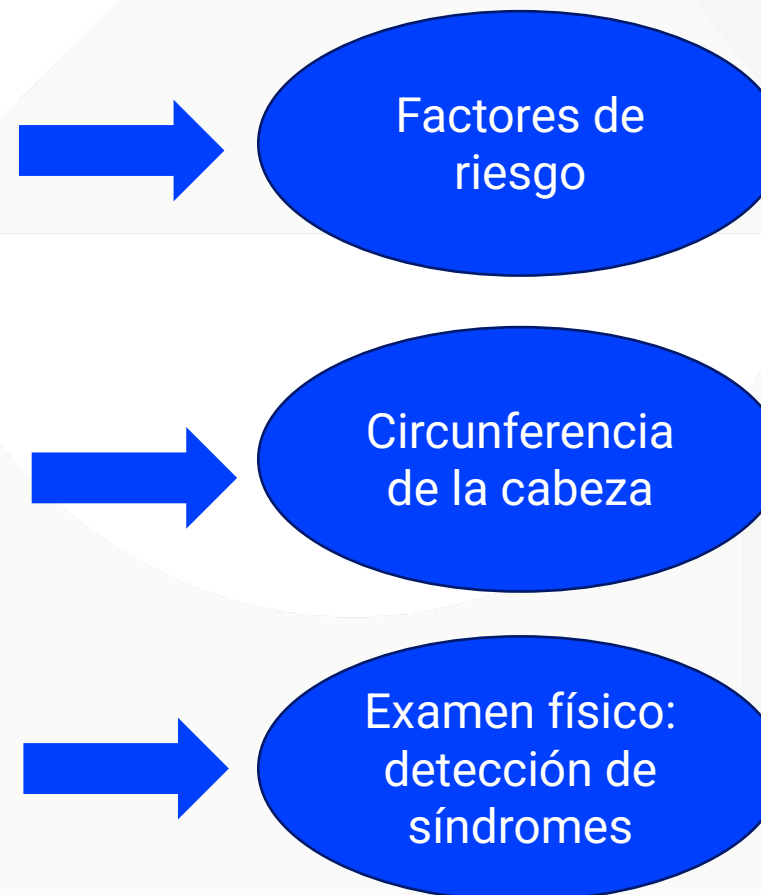 Factores de
riesgo
Circunferencia
de la cabeza
Examen físico:
detección de
síndromes